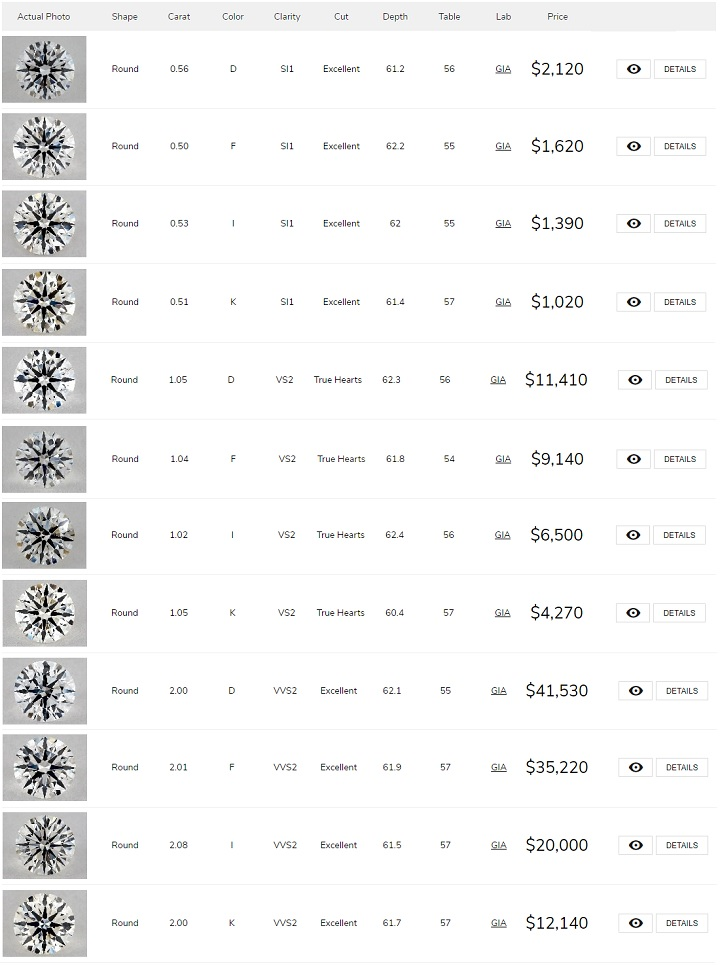 Actual Photo Shape Carat Color Clarity Cut Depth Table Lab Price
Round 0.56 D SI1 Excellent 61.2 56 GIA $2,120 DETAILS
Round 0.50 F SI1 Excellent 62.2 55 GIA $1,620 DETAILS
Round 0.53 I SI1 Excellent 62 55 GIA $1,390 DETAILS
Round 0.51 K SI1 Excellent 61.4 57 GIA $1,020 DETAILS
Round 1.05 D VS2 True Hearts 62.3 56 GIA $11,410 DETAILS
Round 1.04 F VS2 True Hearts 61.8 54 GIA $9,140 DETAILS
Round 1.02 I VS2 True Hearts 62.4 56 GIA $6,500 DETAILS
Round 1.05 K VS2 True Hearts 60.4 57 GIA $4,270 DETAILS
Round 2.00 D VVS2 Excellent 62.1 55 GIA $41,530 DETAILS
Round 2.01 F VVS2 Excellent 61.9 57 GIA $35,220 DETAILS
Round 2.08 I VVS2 Excellent 61.5 57 GIA $20,000 DETAILS
Round 2.00 K VVS2 Excellent 61.7 57 GIA $12,140 DETAILS